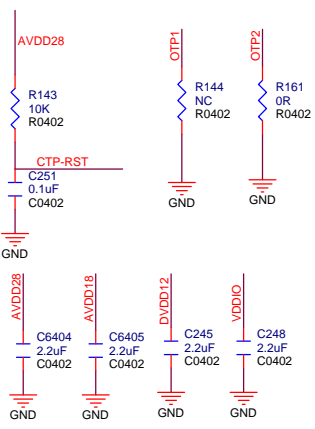 AVDD28
R143
10K
R0402
CTP-RST
C251
0.1uF
C0402
GND
OTP1
R144
NC
R0402
GND
OTP2
R161
0R
R0402
GND
AVDD28
C6404
2.2uF
C0402
GND
AVDD18
C6405
2.2uF
C0402
GND
DVDD12
C245
2.2uF
C0402
GND
VDDIO
C248
2.2uF
C0402
GND